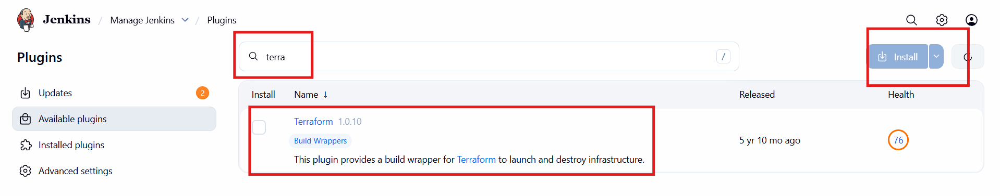 Jenkins / Manage Jenkins / Plugins
Plugins
terra
/
Install
Updates 2
Available plugins
Installed plugins
Advanced settings
Install Name ↓ Released Health
Terraform 1.0.10
Build Wrappers
This plugin provides a build wrapper for Terraform to launch and destroy infrastructure.
5 yr 10 mo ago
76